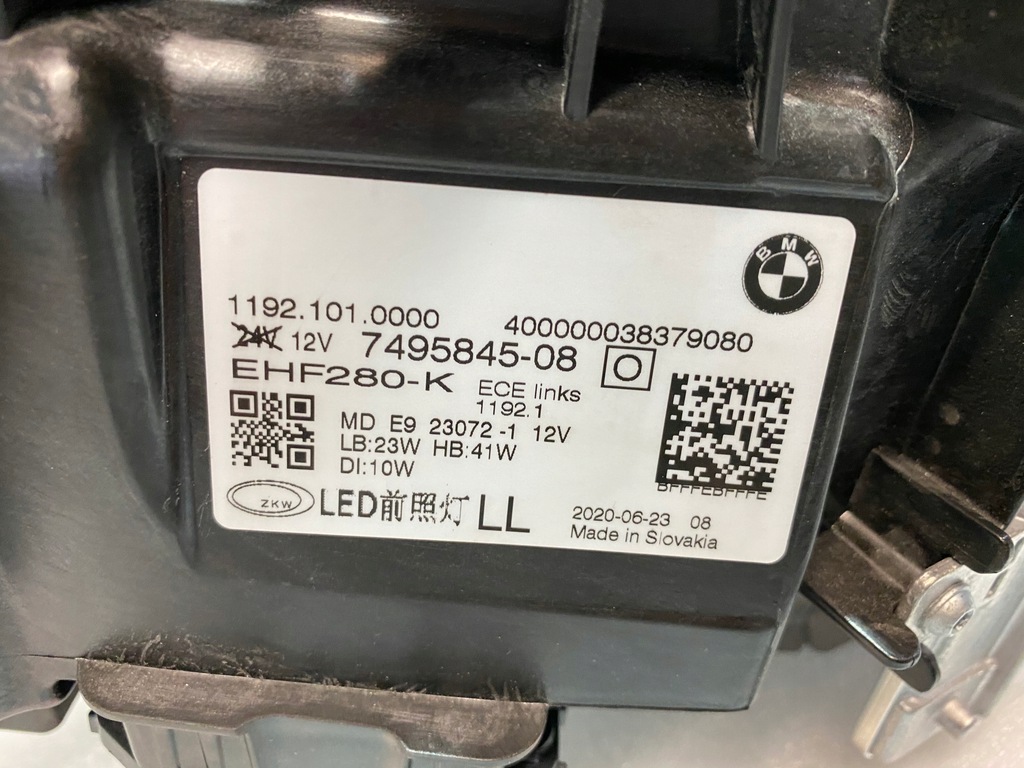 BMW
1192.101.0000 400000038379080
24V 12V 7495845-08 O
EHF280-K ECE links
1192.1
MD E9 23072 -1 12V
LB:23W HB:41W
DI:10W
BFFFEBFFFE
ZKW LED前照灯 LL
2020-06-23 08
Made in Slovakia